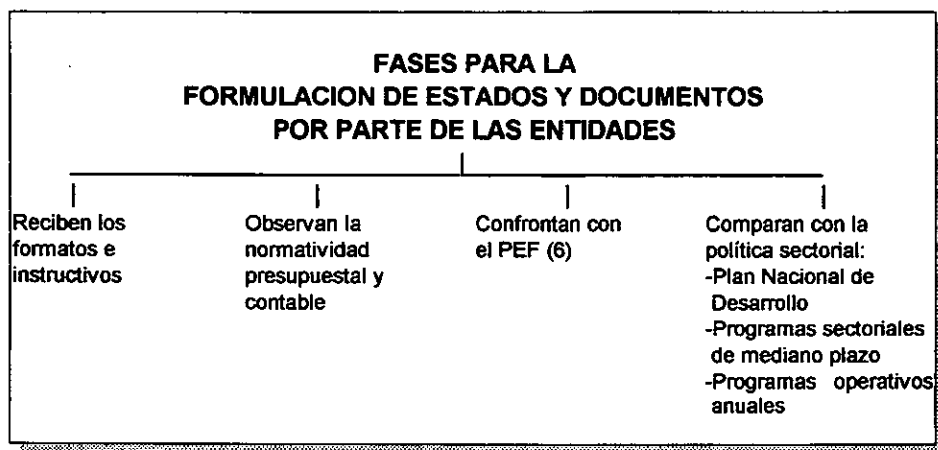 FASES PARA LA
FORMULACION DE ESTADOS Y DOCUMENTOS
POR PARTE DE LAS ENTIDADES
Reciben los
formatos e
instructivos
Observan la
normatividad
presupuestal y
contable
Confrontan con
el PEF (6)
Comparan con la
política sectorial:
-Plan Nacional de
Desarrollo
-Programas sectoriales
de mediano plazo
-Programas operativos
anuales